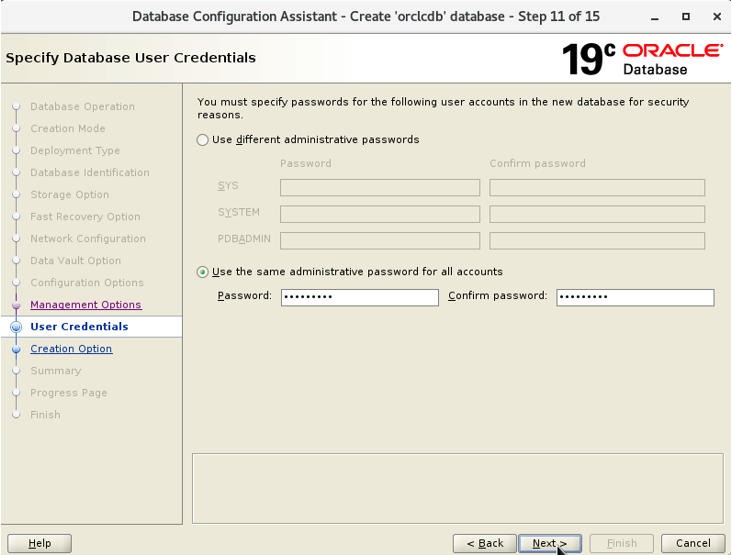 Database Configuration Assistant - Create 'orclcdb' database - Step 11 of 15
Specify Database User Credentials
19c ORACLE
Database
Database Operation
Creation Mode
Deployment Type
Database Identification
Storage Option
Fast Recovery Option
Network Configuration
Data Vault Option
Configuration Options
Management Options
User Credentials
Creation Option
Summary
Progress Page
Finish
You must specify passwords for the following user accounts in the new database for security
reasons.
Use different administrative passwords
Password Confirm password
SYS
SYSTEM
PDBADMIN
Use the same administrative password for all accounts
Password: ••••••••• Confirm password: •••••••••
Help < Back Next > Finish Cancel